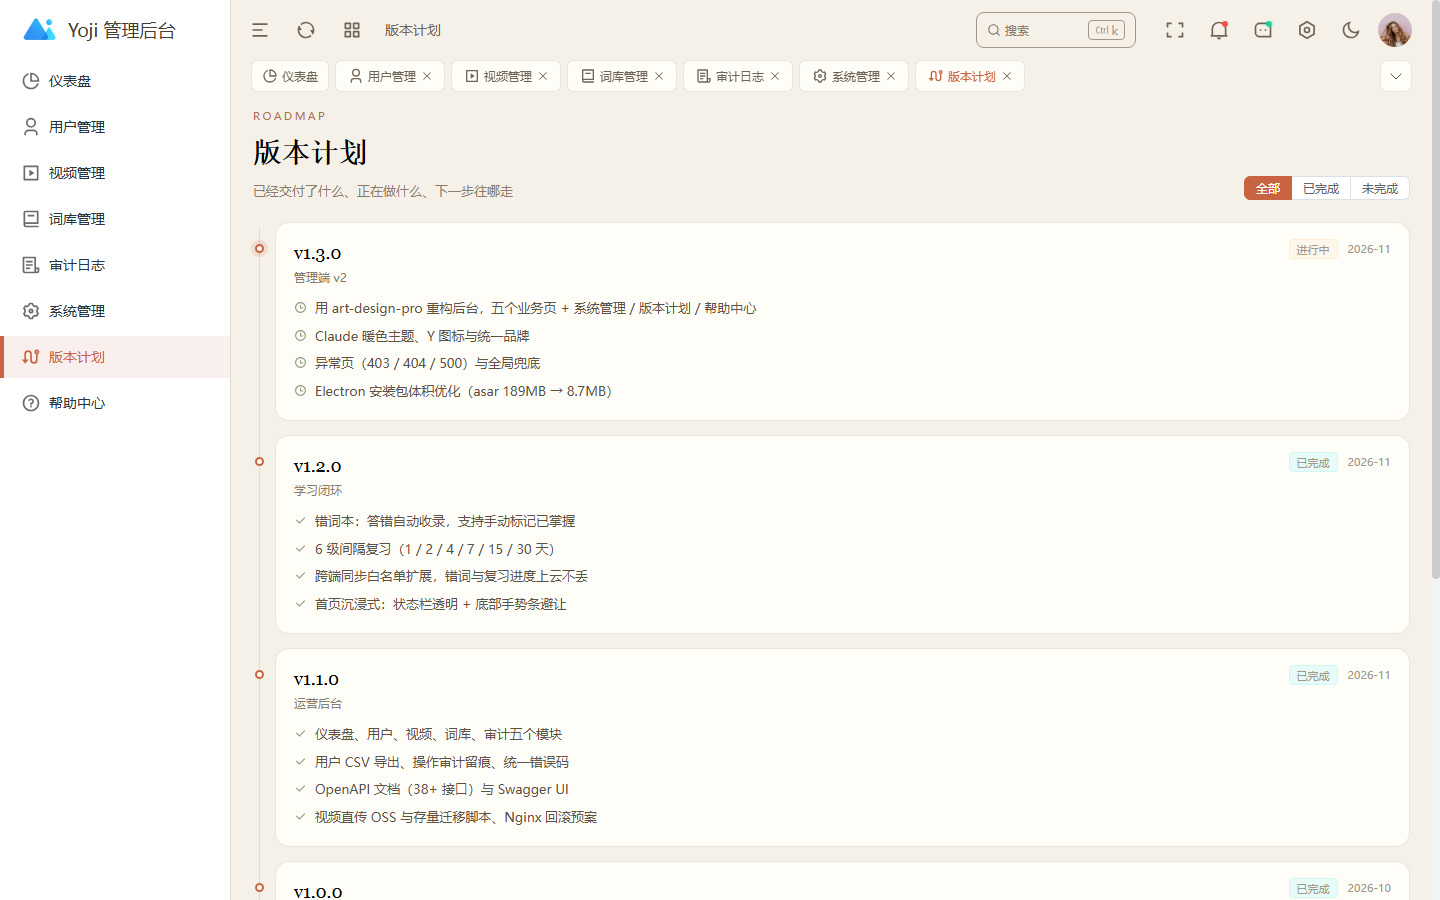 Yoji 管理后台
仪表盘
用户管理
视频管理
词库管理
审计日志
系统管理
版本计划
帮助中心
版本计划
搜索
Ctrl k
仪表盘
用户管理
视频管理
词库管理
审计日志
系统管理
版本计划
ROADMAP
版本计划
已经交付了什么、正在做什么、下一步往哪走
全部
已完成
未完成
v1.3.0
进行中
2026-11
管理端 v2
用 art-design-pro 重构后台，五个业务页 + 系统管理 / 版本计划 / 帮助中心
Claude 暖色主题、Y 图标与统一品牌
异常页（403 / 404 / 500）与全局兜底
Electron 安装包体积优化（asar 189MB → 8.7MB）
v1.2.0
已完成
2026-11
学习闭环
错词本：答错自动收录，支持手动标记已掌握
6 级间隔复习（1 / 2 / 4 / 7 / 15 / 30 天）
跨端同步白名单扩展，错词与复习进度上云不丢
首页沉浸式：状态栏透明 + 底部手势条避让
v1.1.0
已完成
2026-11
运营后台
仪表盘、用户、视频、词库、审计五个模块
用户 CSV 导出、操作审计留痕、统一错误码
OpenAPI 文档（38+ 接口）与 Swagger UI
视频直传 OSS 与存量迁移脚本、Nginx 回滚预案
v1.0.0
已完成
2026-10